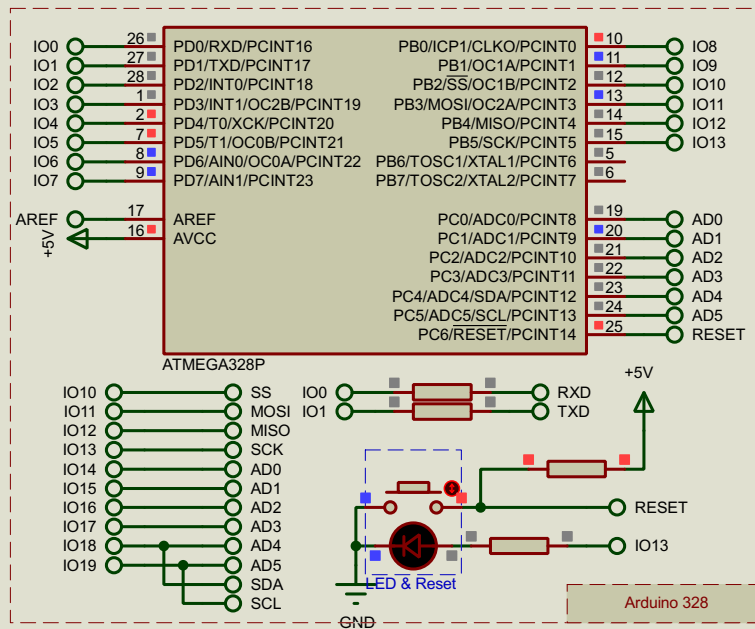 IO0 26 PD0/RXD/PCINT16 PB0/ICP1/CLKO/PCINT0 10 IO8
IO1 27 PD1/TXD/PCINT17 PB1/OC1A/PCINT1 11 IO9
IO2 28 PD2/INT0/PCINT18 PB2/SS/OC1B/PCINT2 12 IO10
IO3 1 PD3/INT1/OC2B/PCINT19 PB3/MOSI/OC2A/PCINT3 13 IO11
IO4 2 PD4/T0/XCK/PCINT20 PB4/MISO/PCINT4 14 IO12
IO5 7 PD5/T1/OC0B/PCINT21 PB5/SCK/PCINT5 15 IO13
IO6 8 PD6/AIN0/OC0A/PCINT22 PB6/TOSC1/XTAL1/PCINT6 5
IO7 9 PD7/AIN1/PCINT23 PB7/TOSC2/XTAL2/PCINT7 6
AREF 17 AREF PC0/ADC0/PCINT8 19 AD0
+5V 16 AVCC PC1/ADC1/PCINT9 20 AD1
PC2/ADC2/PCINT10 21 AD2
PC3/ADC3/PCINT11 22 AD3
PC4/ADC4/SDA/PCINT12 23 AD4
PC5/ADC5/SCL/PCINT13 24 AD5
PC6/RESET/PCINT14 25 RESET
ATMEGA328P
+5V
IO10 SS IO0 RXD
IO11 MOSI IO1 TXD
IO12 MISO
IO13 SCK
IO14 AD0
IO15 AD1
IO16 AD2 RESET
IO17 AD3
IO18 AD4 IO13
IO19 AD5
SDA LED & Reset
SCL Arduino 328
GND